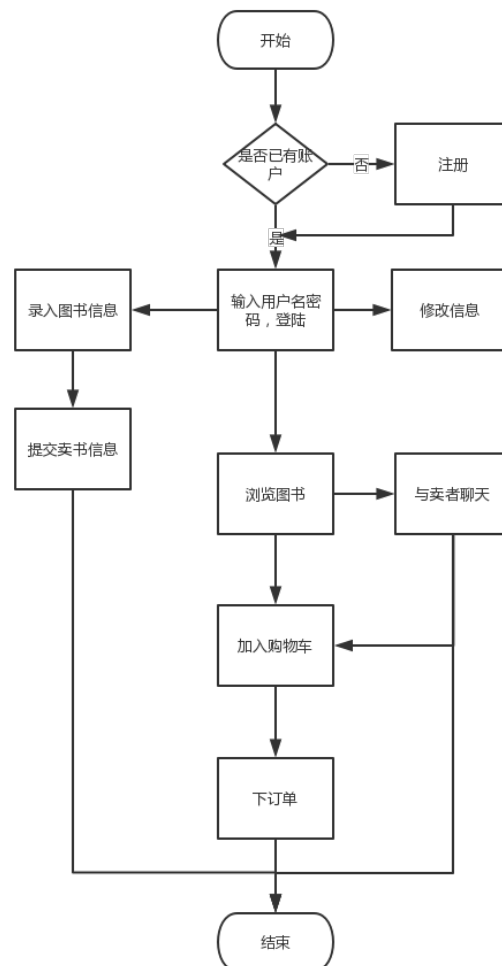 开始
是否已有账
户
否
注册
是
录入图书信息
输入用户名密
码，登陆
修改信息
提交卖书信息
浏览图书
与卖者聊天
加入购物车
下订单
结束